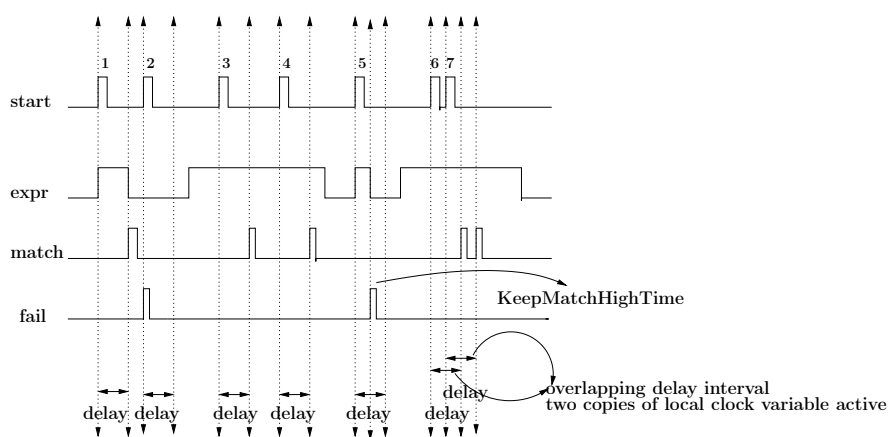 1 2 3 4 5 6 7
start
expr
match
KeepMatchHighTime
fail
delay
overlapping delay interval
two copies of local clock variable active
delay delay delay delay delay delay